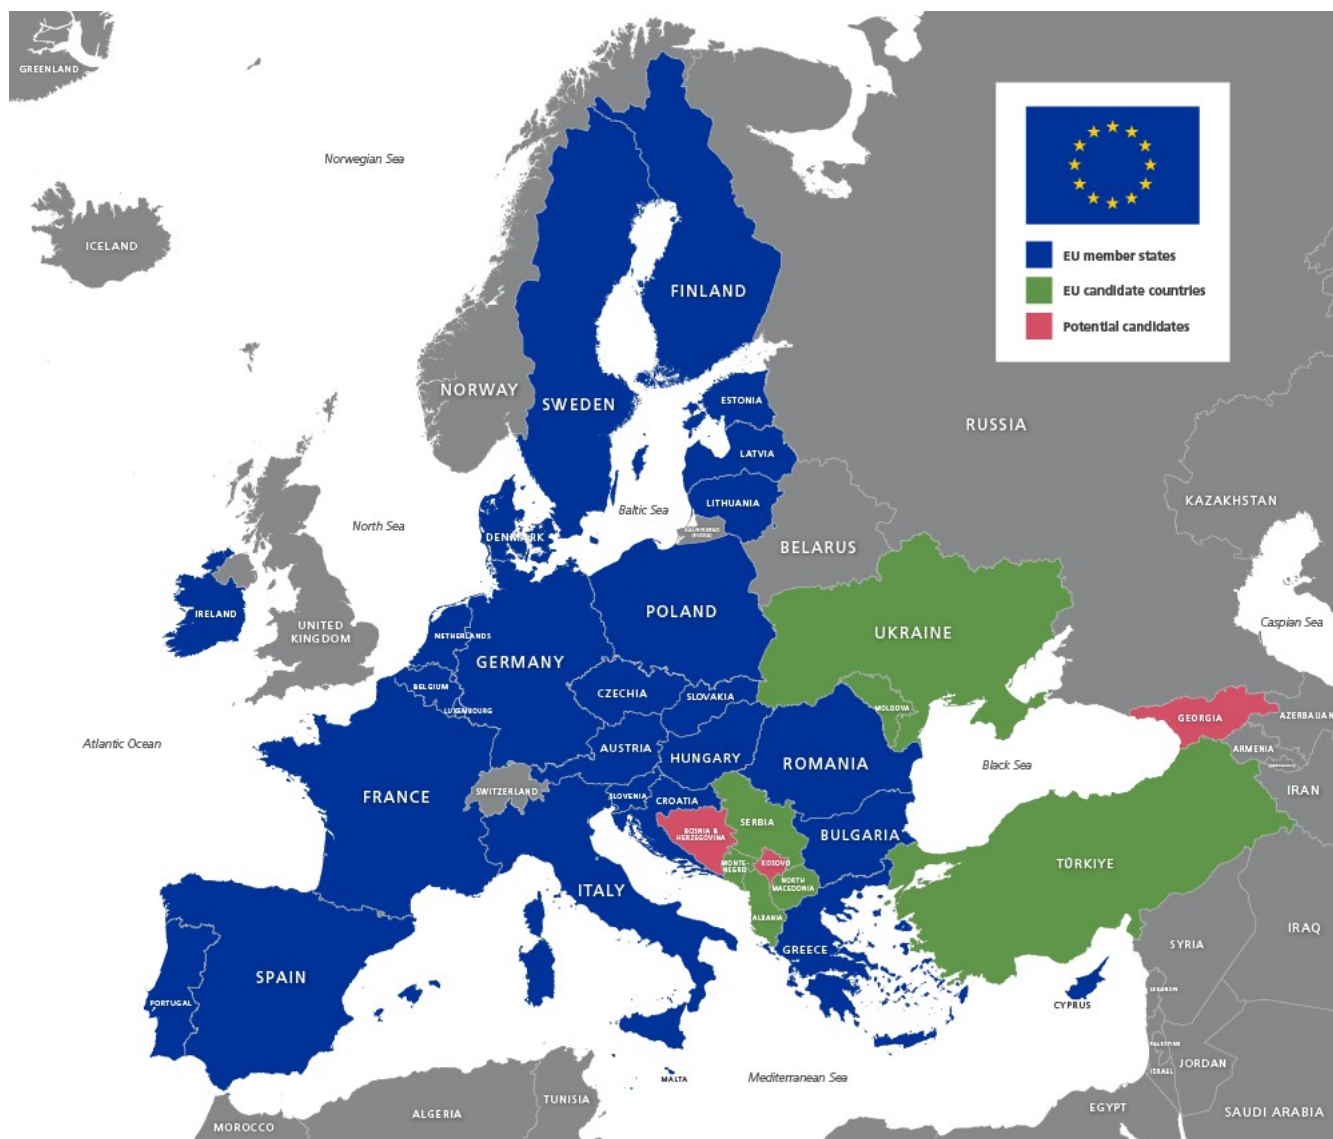 GREENLAND
Norwegian Sea
ICELAND
EU member states
EU candidate countries
Potential candidates
FINLAND
NORWAY
SWEDEN
ESTONIA
RUSSIA
LATVIA
KAZAKHSTAN
LITHUANIA
Baltic Sea
North Sea
DENMARK
BELARUS
IRELAND
POLAND
UNITED
KINGDOM
UKRAINE
Caspian Sea
NETHERLANDS
GERMANY
BELGIUM
CZECHIA
SLOVAKIA
LUXEMBOURG
MOLDOVA
GEORGIA
AZERBAIJAN
Atlantic Ocean
AUSTRIA
HUNGARY
ARMENIA
ROMANIA
Black Sea
SWITZERLAND
IRAN
FRANCE
SLOVENIA
CROATIA
SERBIA
BOSNIA &
HERZEGOVINA
BULGARIA
MONTE-
NEGRO
KOSOVO
TÜRKIYE
NORTH
MACEDONIA
ITALY
ALBANIA
IRAQ
SYRIA
GREECE
SPAIN
PORTUGAL
LEBANON
CYPRUS
PALESTINE
JORDAN
ISRAEL
MALTA
Mediterranean Sea
TUNISIA
ALGERIA
EGYPT
SAUDI ARABIA
MOROCCO